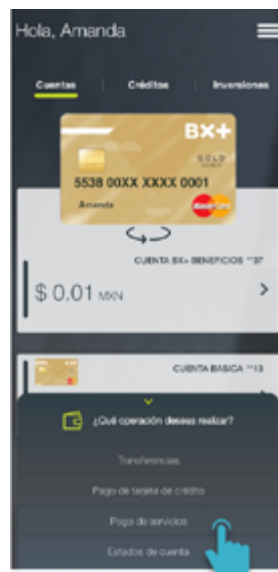 Hola, Amanda
Cuentas
Créditos
Inversiones
BX+
GOLD
5538 00XX XXXX 0001
Amanda
MasterCard
CUENTA BX+ BENEFICIOS **37
$ 0.01 MXN
CUENTA BASICA **13
¿Qué operación deseas realizar?
Transferencias
Pago de tarjeta de crédito
Pago de servicios
Estados de cuenta